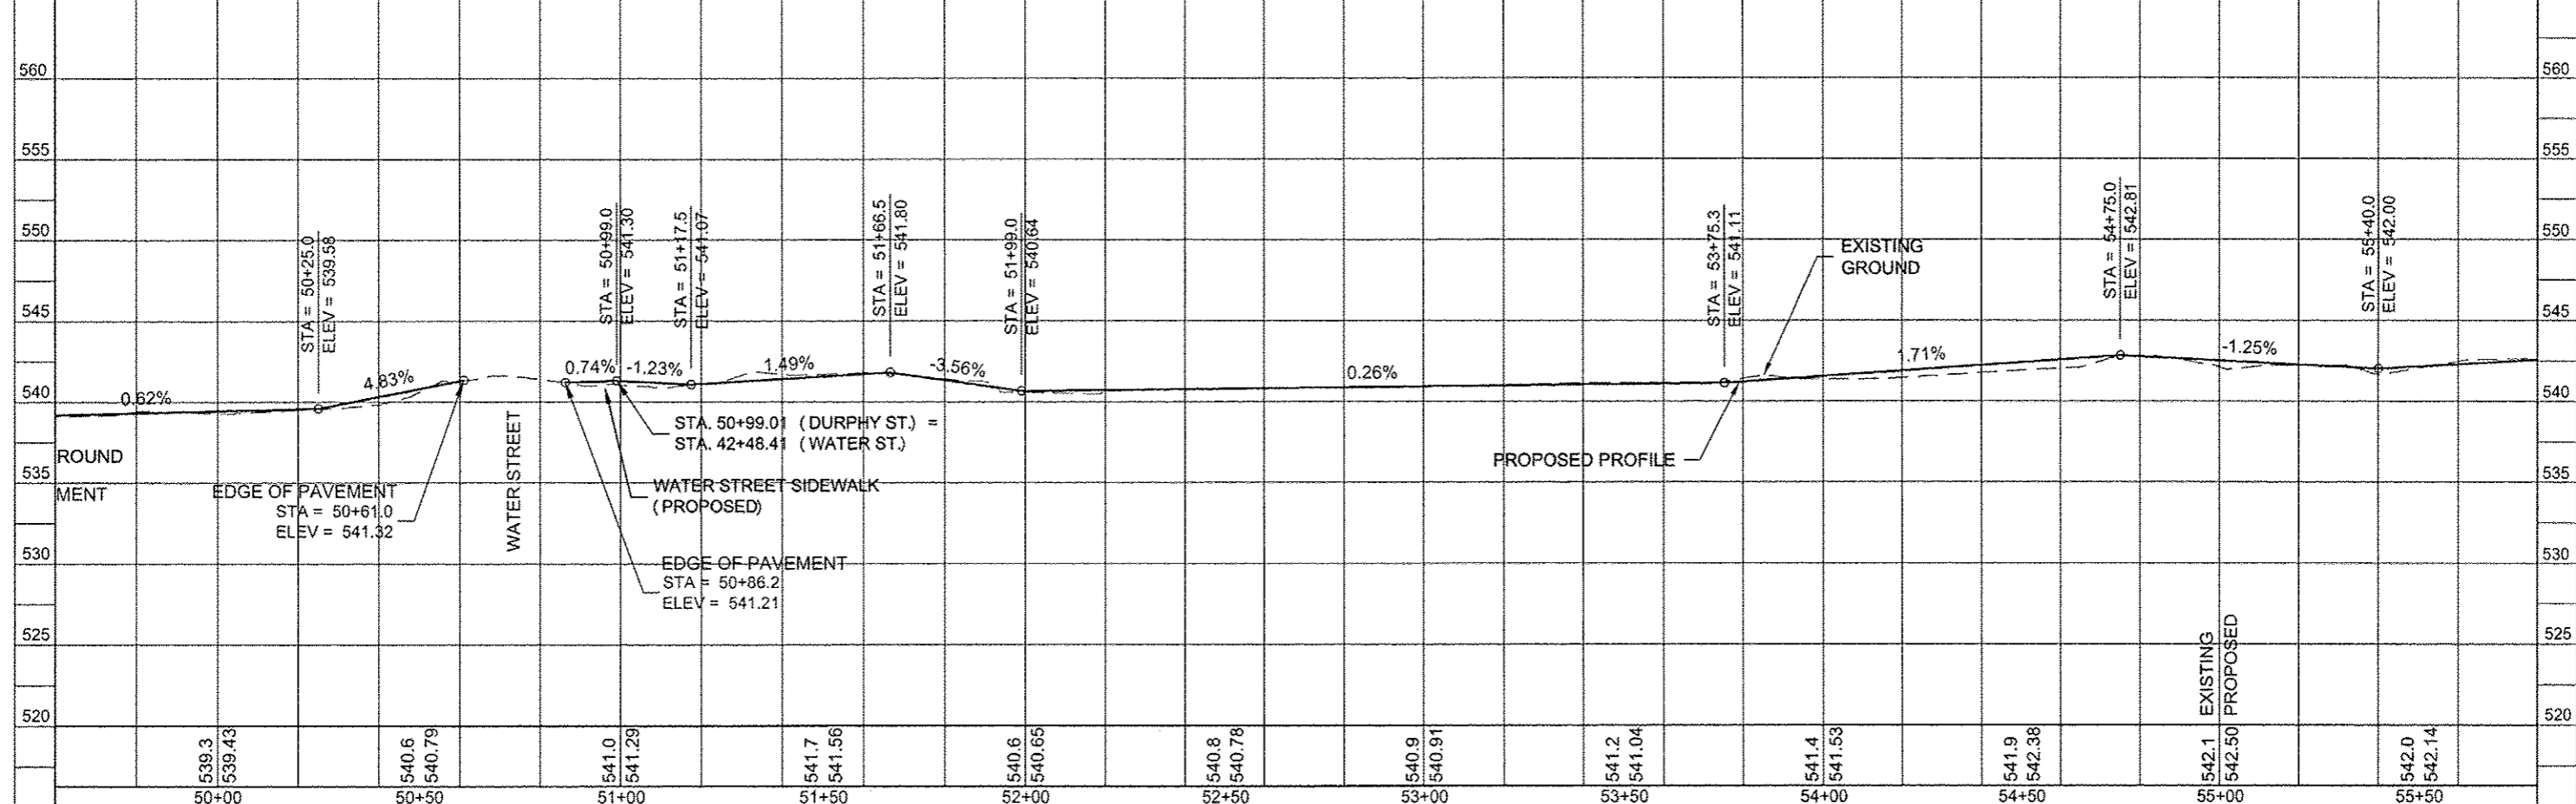 560
560
555
555
550
550
545
545
540
540
535
535
530
530
525
525
520
520
STA = 50+25.0
ELEV = 539.58
STA = 50+99.0
ELEV = 541.30
STA = 51+17.5
ELEV = 541.07
STA = 51+66.5
ELEV = 541.80
STA = 51+99.0
ELEV = 540.64
STA = 53+75.3
ELEV = 541.11
STA = 54+75.0
ELEV = 542.81
STA = 55+40.0
ELEV = 542.00
EXISTING
GROUND
0.62%
4.83%
0.74%
-1.23%
1.49%
-3.56%
0.26%
1.71%
-1.25%
STA. 50+99.01 (DURPHY ST.) =
STA. 42+48.41 (WATER ST.)
ROUND
MENT
EDGE OF PAVEMENT
STA = 50+61.0
ELEV = 541.32
WATER STREET
WATER STREET SIDEWALK
(PROPOSED)
PROPOSED PROFILE
EDGE OF PAVEMENT
STA = 50+86.2
ELEV = 541.21
EXISTING
PROPOSED
539.3
539.43
540.6
540.79
541.0
541.29
541.7
541.56
540.6
540.65
540.8
540.78
540.9
540.91
541.2
541.04
541.4
541.53
541.9
542.38
542.1
542.50
542.0
542.14
50+00
50+50
51+00
51+50
52+00
52+50
53+00
53+50
54+00
54+50
55+00
55+50